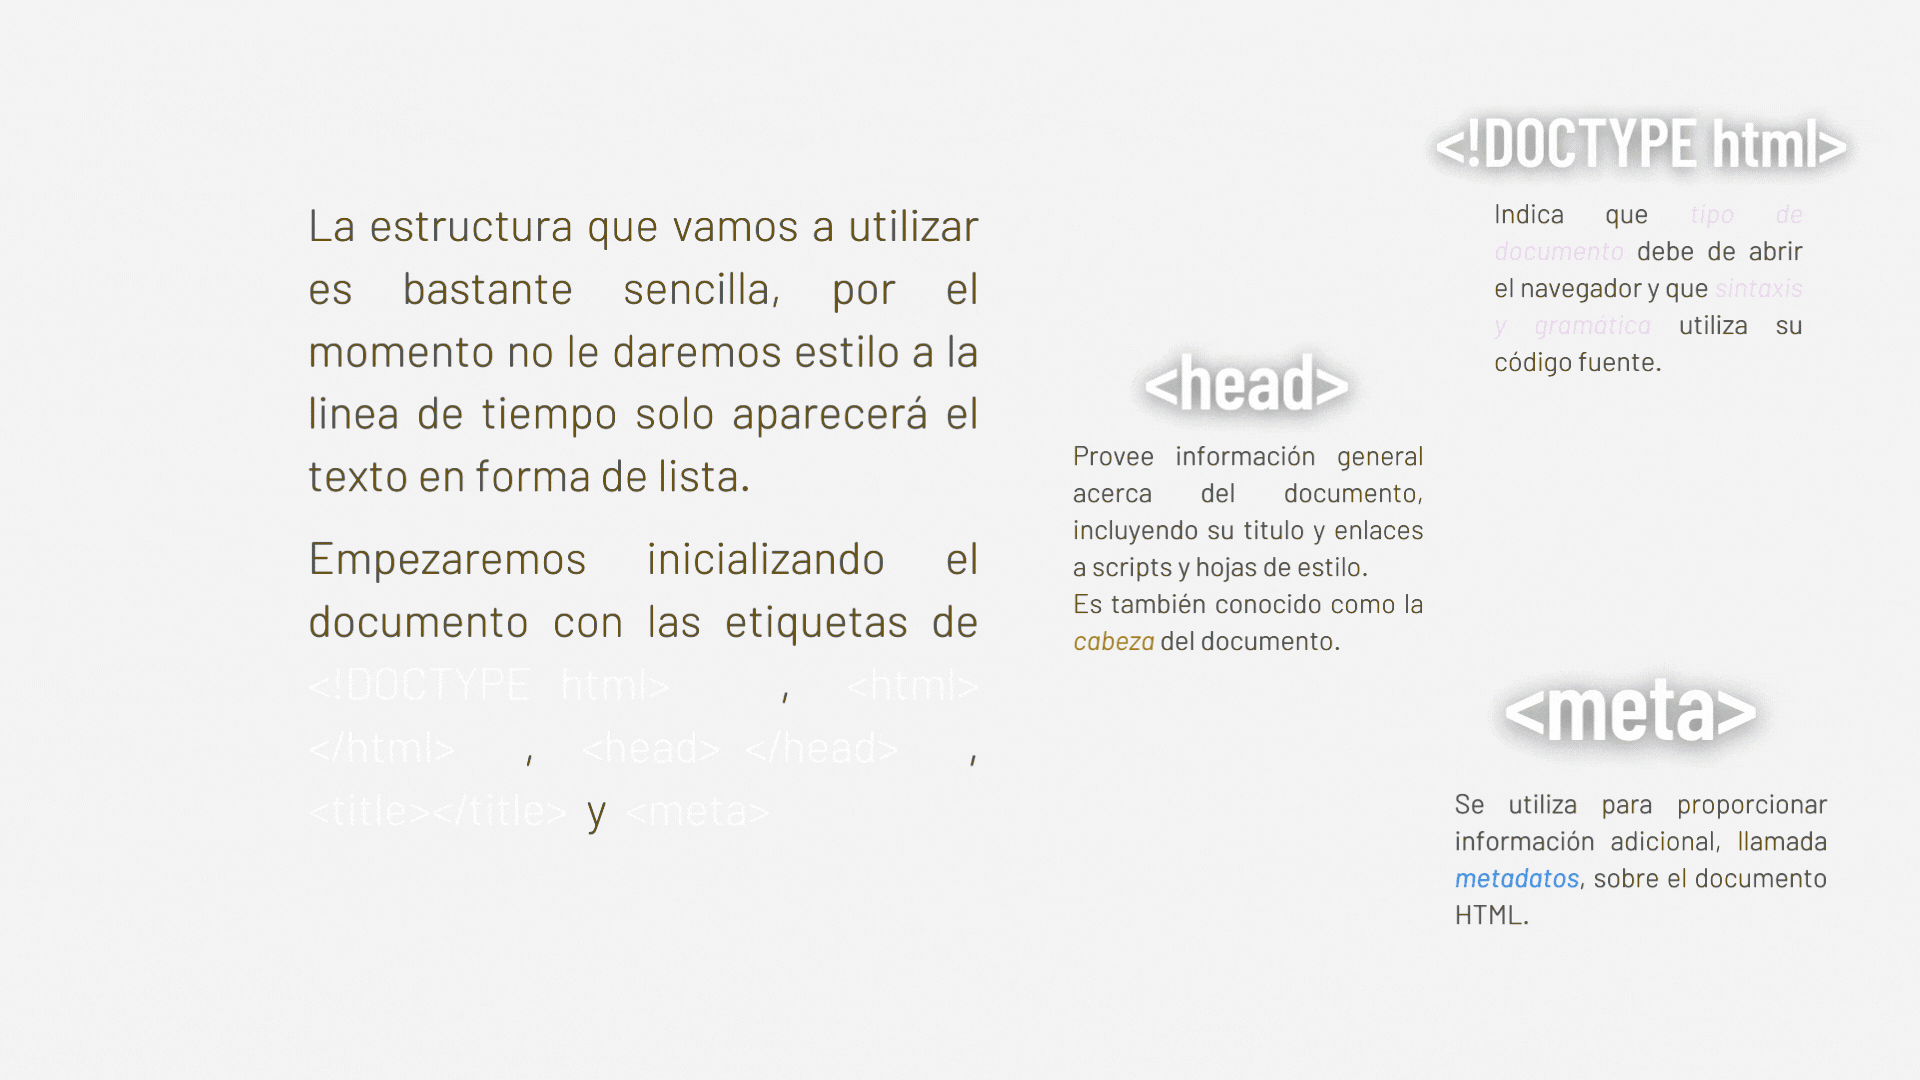 La estructura que vamos a utilizar
es bastante sencilla, por el
momento no le daremos estilo a la
linea de tiempo solo aparecerá el
texto en forma de lista.
Empezaremos inicializando el
documento con las etiquetas de
<!DOCTYPE html> , <html>
</html> , <head> </head> ,
<title></title> y <meta>
<head>
Provee información general
acerca del documento,
incluyendo su titulo y enlaces
a scripts y hojas de estilo.
Es también conocido como la
cabeza del documento.
<!DOCTYPE html>
Indica que tipo de
documento debe de abrir
el navegador y que sintaxis
y gramática utiliza su
código fuente.
<meta>
Se utiliza para proporcionar
información adicional, llamada
metadatos, sobre el documento
HTML.